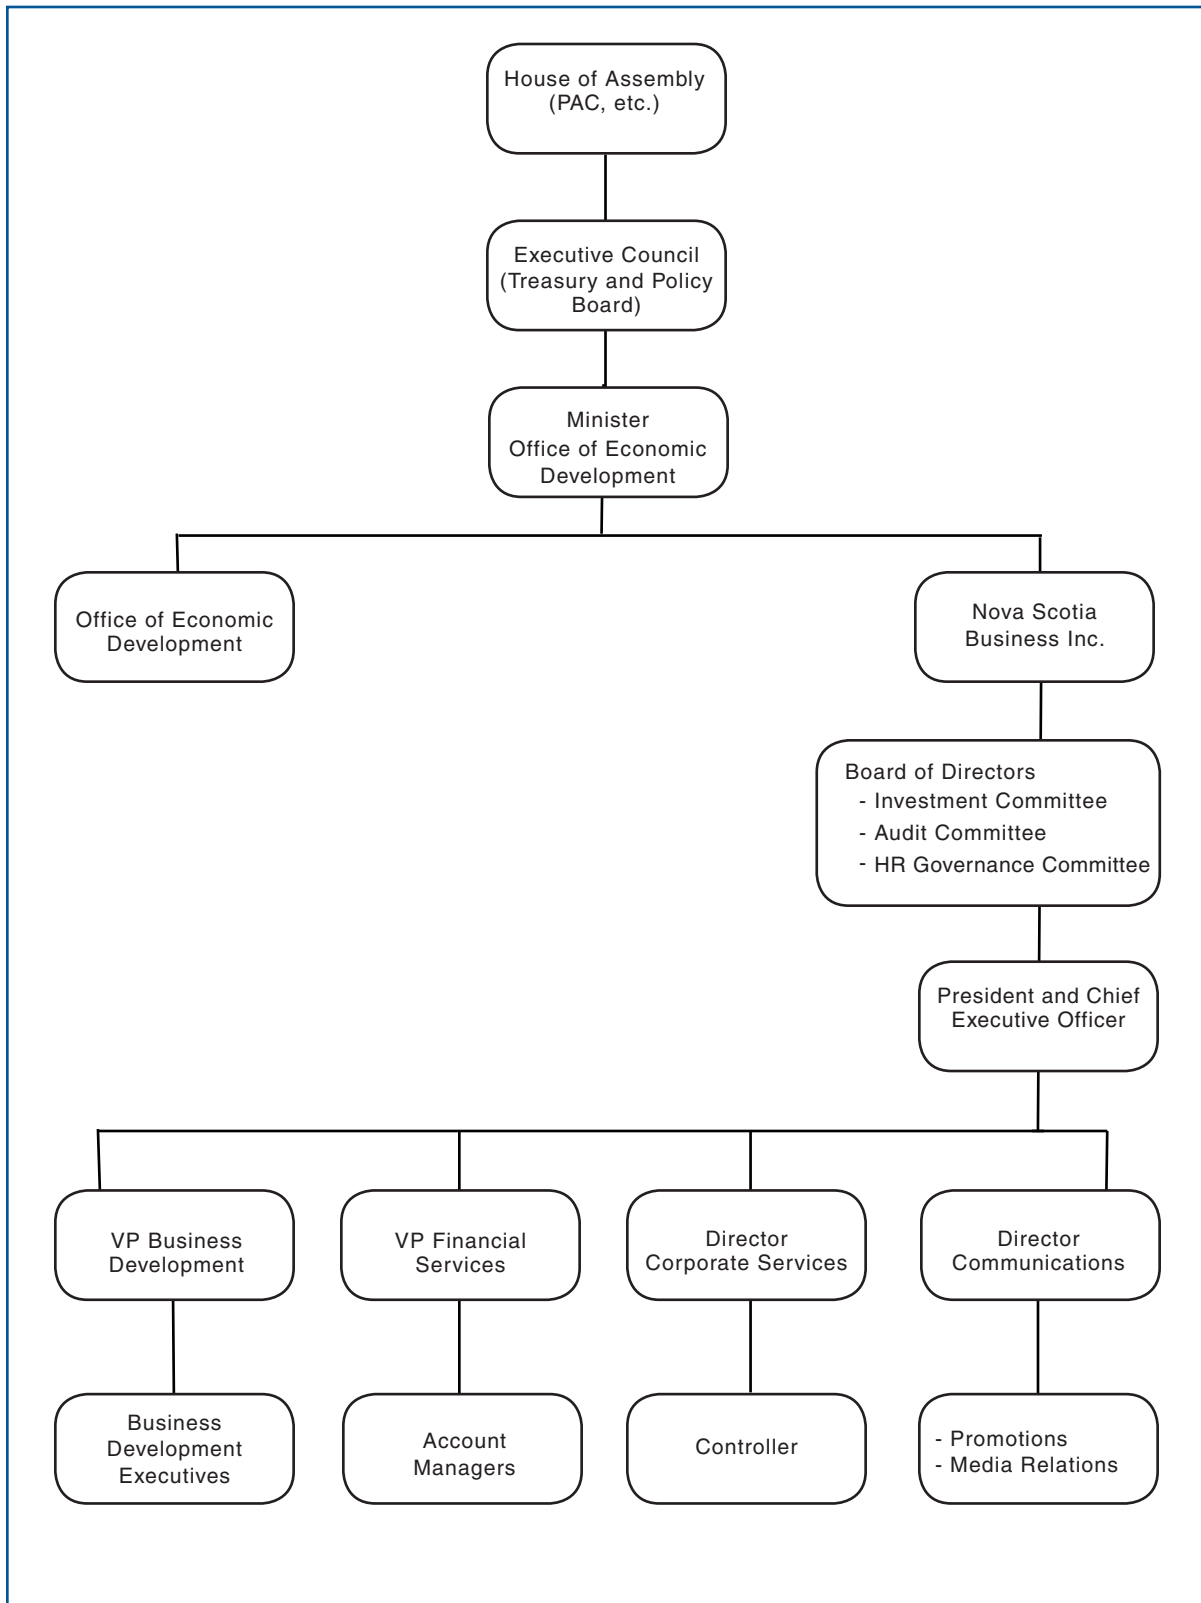 House of Assembly
(PAC, etc.)
Executive Council
(Treasury and Policy
Board)
Minister
Office of Economic
Development
Office of Economic
Development
Nova Scotia
Business Inc.
Board of Directors
- Investment Committee
- Audit Committee
- HR Governance Committee
President and Chief
Executive Officer
VP Business
Development
VP Financial
Services
Director
Corporate Services
Director
Communications
Business
Development
Executives
Account
Managers
Controller
- Promotions
- Media Relations